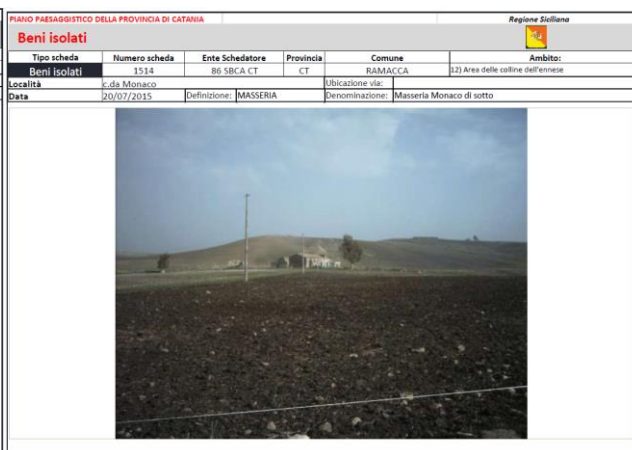 PIANO PAESAGGISTICO DELLA PROVINCIA DI CATANIA
Regione Siciliana
Beni isolati
Tipo scheda Numero scheda Ente Schedatore Provincia Comune Ambito:
Beni isolati 1514 86 SBCA CT CT RAMACCA 12) Area delle colline dell'ennese
Località c.da Monaco Ubicazione via:
Data 20/07/2015 Definizione: MASSERIA Denominazione: Masseria Monaco di sotto